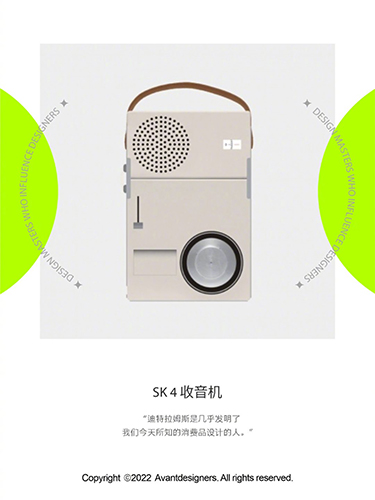 DESIGN MASTERS WHO INFLUENCE DESIGNERS
DESIGN MASTERS WHO INFLUENCE DESIGNERS
SK 4 收音机
“迪特拉姆斯是几乎发明了
我们今天所知的消费品设计的人。”
Copyright ©2022 Avantdesigners. All rights reserved.